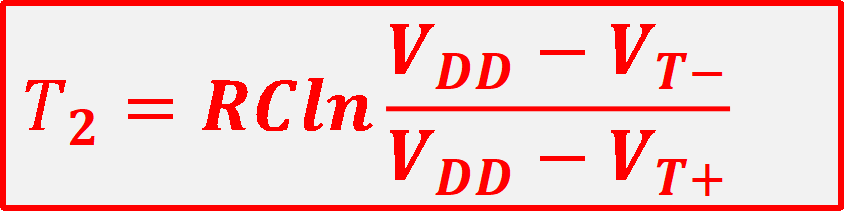 T₂ = RCln (V_DD − V_T−) / (V_DD − V_T+)